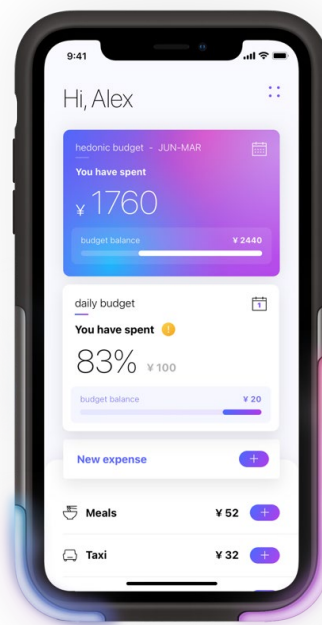 9:41
Hi, Alex
hedonic budget - JUN-MAR
You have spent
¥ 1760
budget balance ¥ 2440
daily budget
1
You have spent !
83% ¥ 100
budget balance ¥ 20
New expense +
Meals ¥ 52 +
Taxi ¥ 32 +